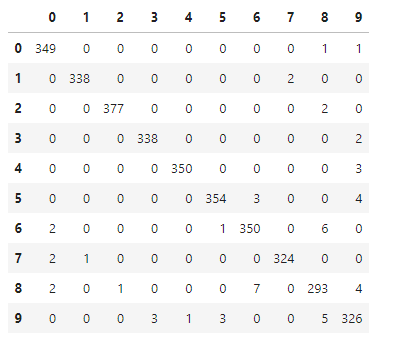 0 1 2 3 4 5 6 7 8 9
0 349 0 0 0 0 0 0 0 1 1
1 0 338 0 0 0 0 0 2 0 0
2 0 0 377 0 0 0 0 0 2 0
3 0 0 0 338 0 0 0 0 0 2
4 0 0 0 0 350 0 0 0 0 3
5 0 0 0 0 0 354 3 0 0 4
6 2 0 0 0 0 1 350 0 6 0
7 2 1 0 0 0 0 0 324 0 0
8 2 0 1 0 0 0 7 0 293 4
9 0 0 0 3 1 3 0 0 5 326